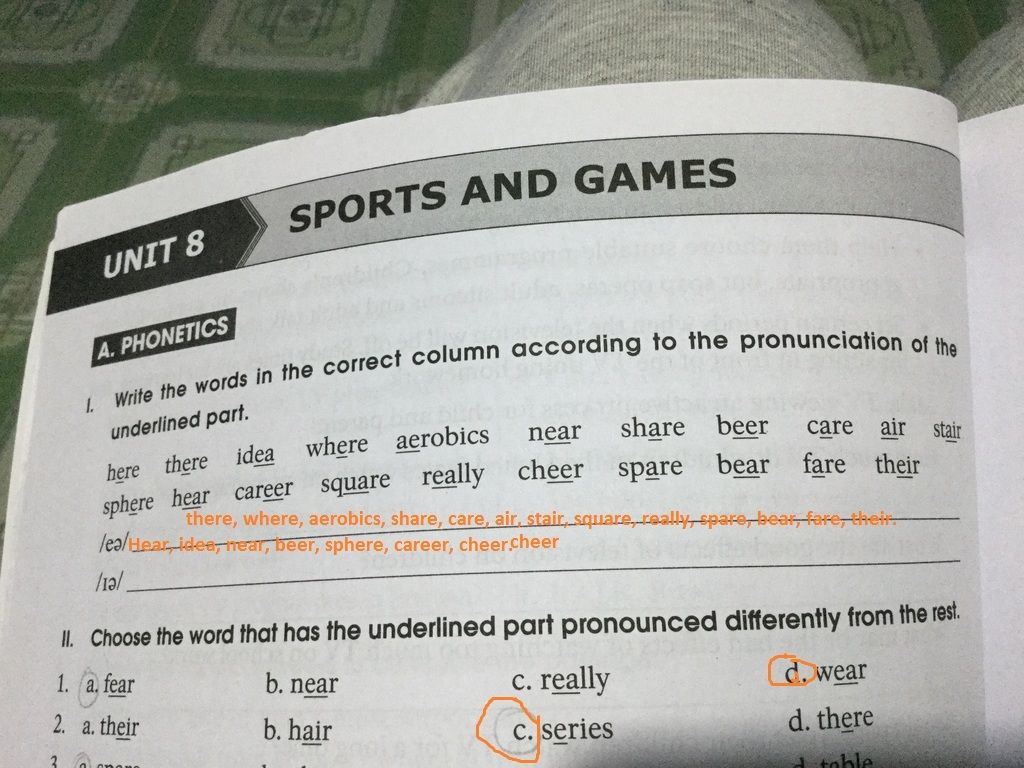 SPORTS AND GAMES
UNIT 8
A. PHONETICS
I. Write the words in the correct column according to the pronunciation of the
underlined part.
here there idea where aerobics near share beer care air stair
sphere hear career square really cheer spare bear fare their
there, where, aerobics, share, care, air, stair, square, really, spare, bear, fare, their.
/eə/ Hear, idea, near, beer, sphere, career, cheer.cheer
/ɪə/
II. Choose the word that has the underlined part pronounced differently from the rest.
1. a. fear b. near c. really d. wear
2. a. their b. hair c. series d. there
3 d. table